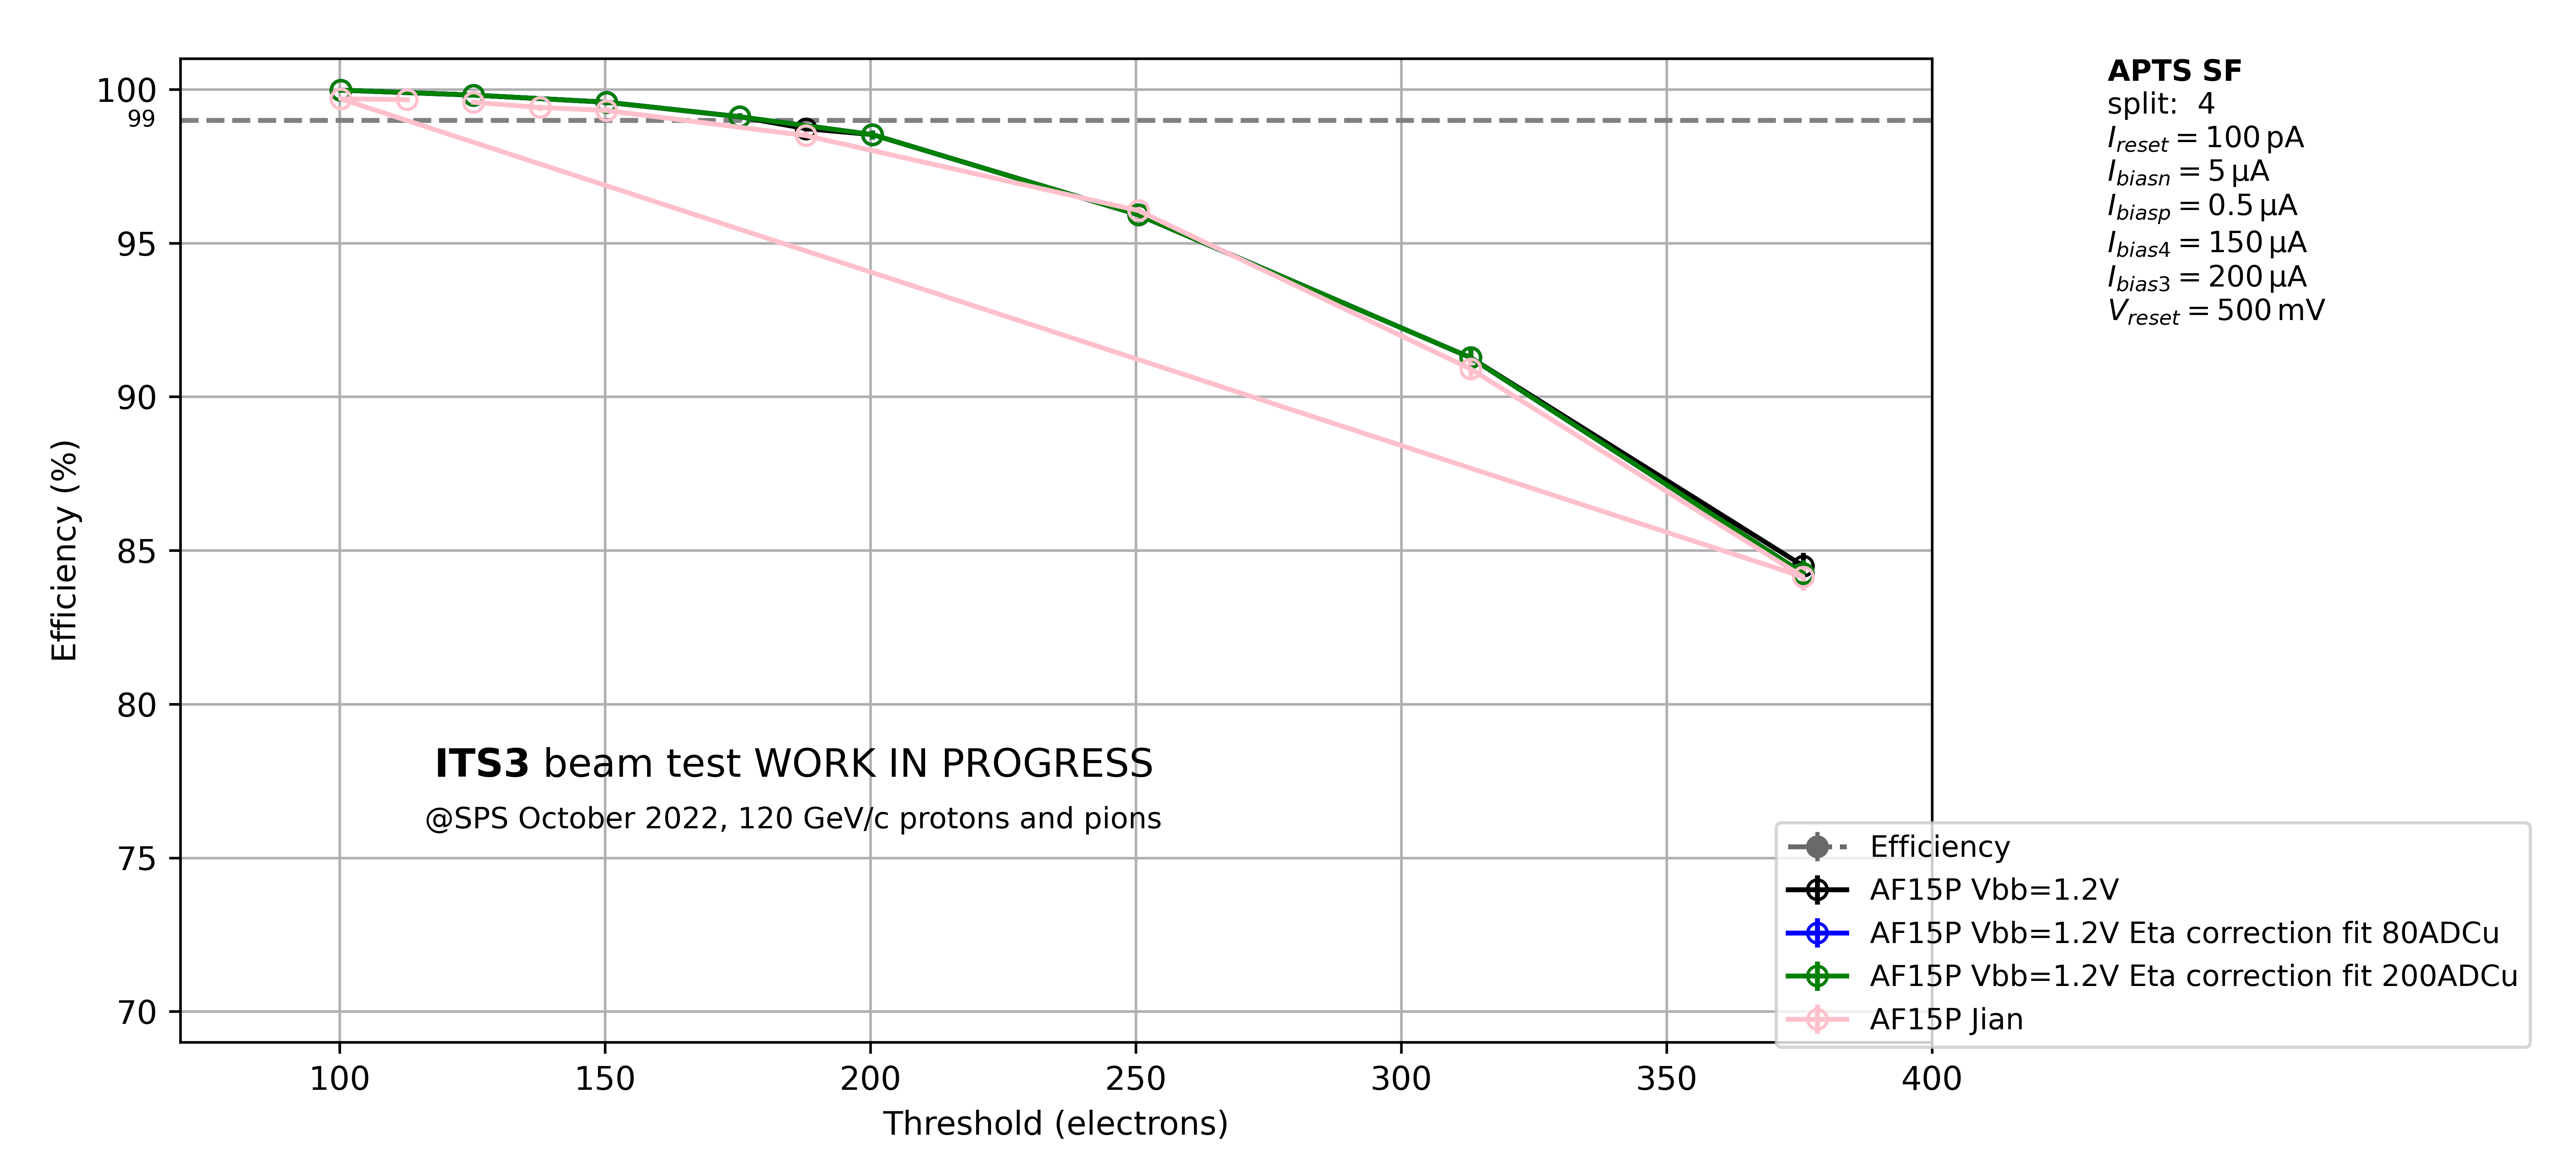 100
99
95
90
85
80
75
70
Efficiency (%)
100 150 200 250 300 350 400
Threshold (electrons)
ITS3 beam test WORK IN PROGRESS
@SPS October 2022, 120 GeV/c protons and pions
APTS SF
split: 4
I_reset = 100 pA
I_biasn = 5 μA
I_biasp = 0.5 μA
I_bias4 = 150 μA
I_bias3 = 200 μA
V_reset = 500 mV
Efficiency
AF15P Vbb=1.2V
AF15P Vbb=1.2V Eta correction fit 80ADCu
AF15P Vbb=1.2V Eta correction fit 200ADCu
AF15P Jian